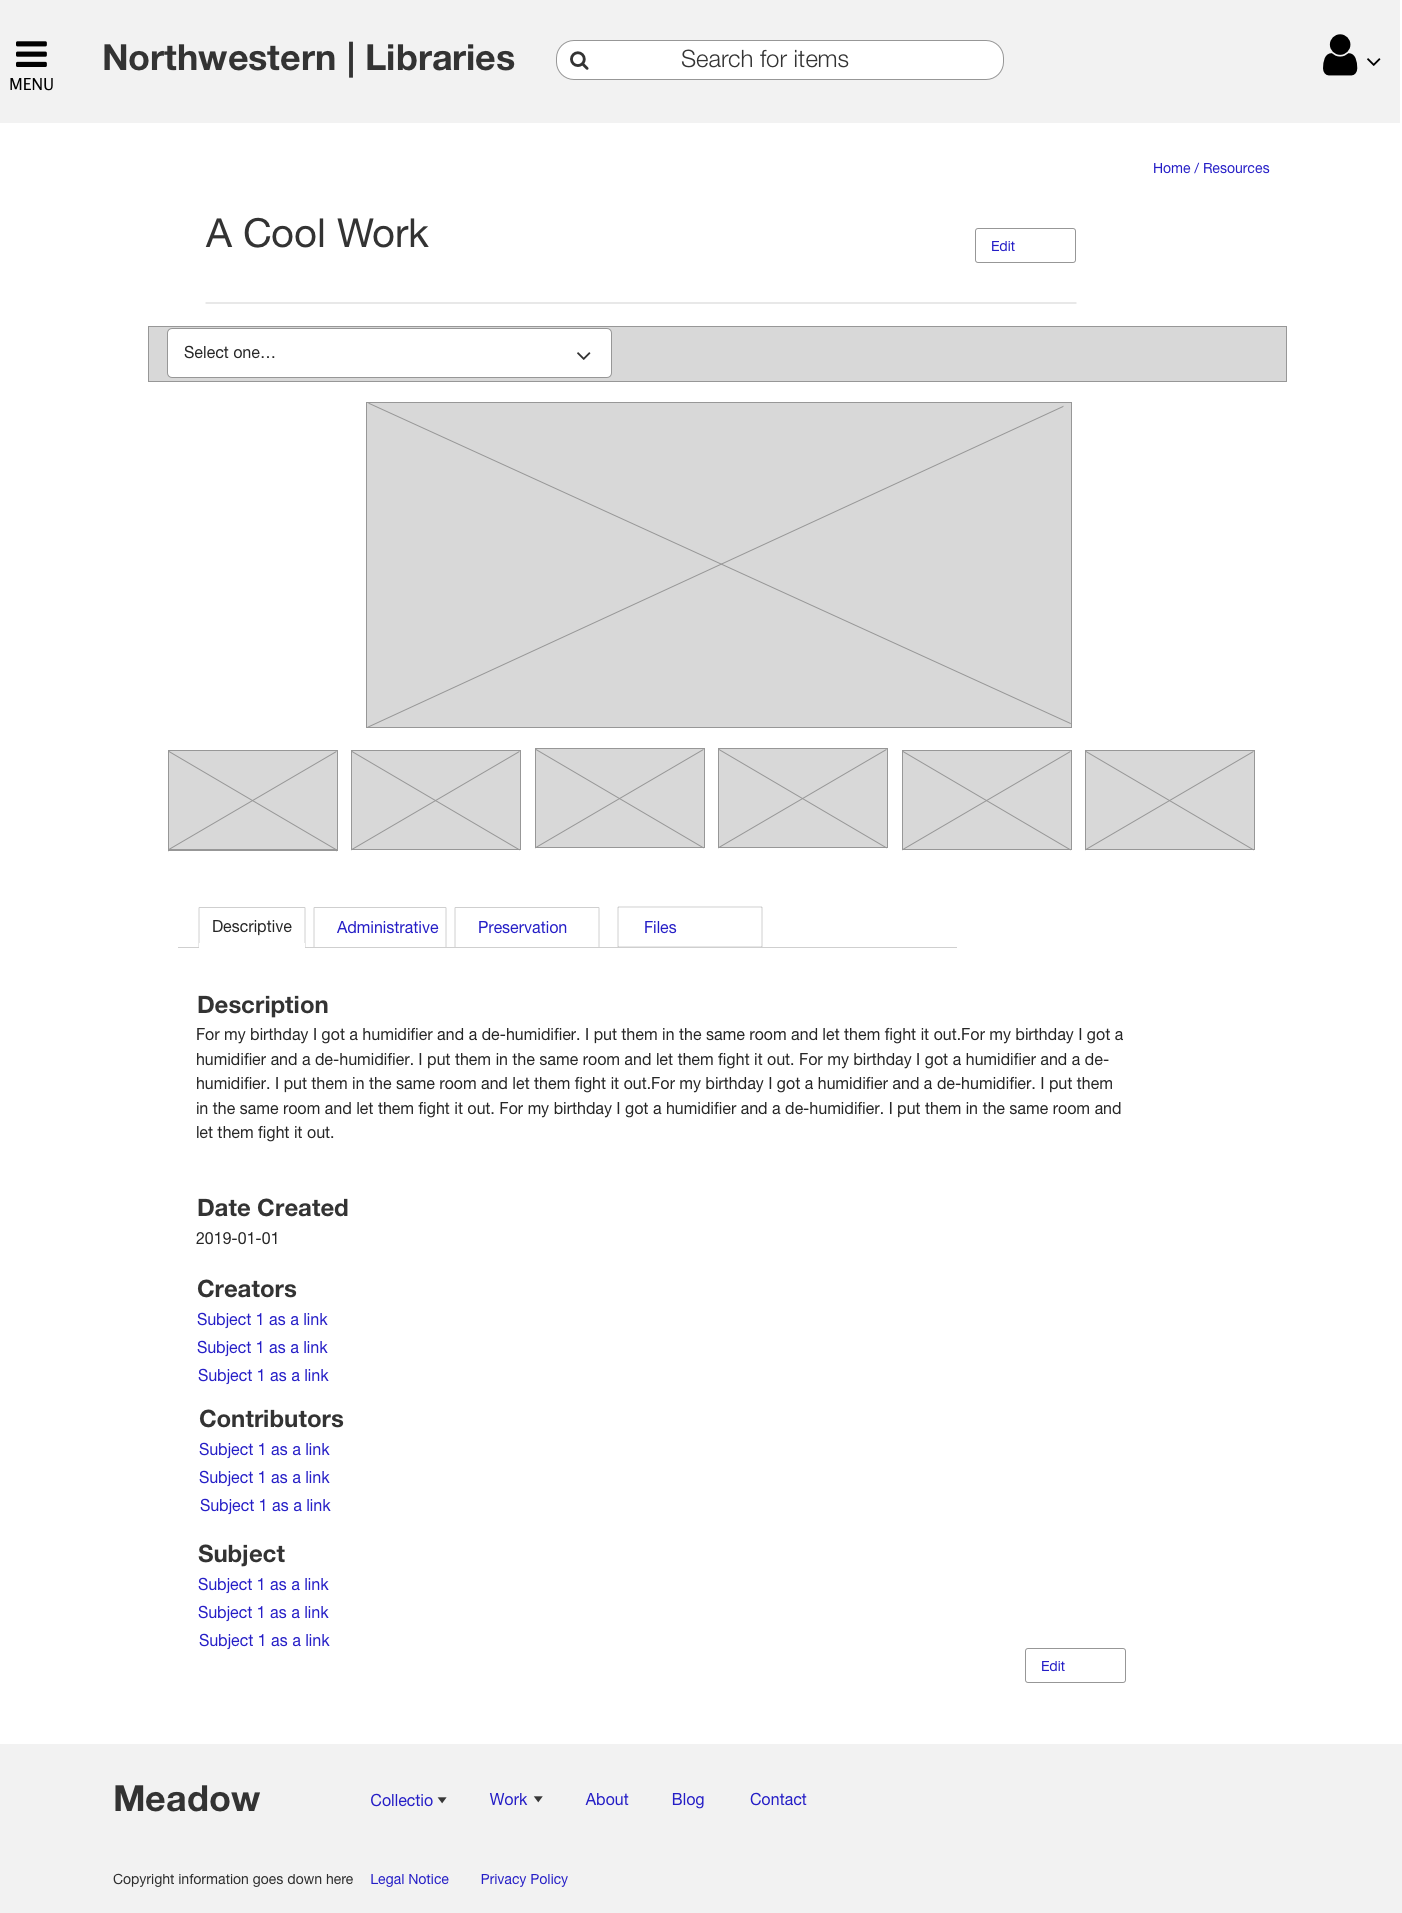 MENU
Northwestern | Libraries
Search for items
Home / Resources
A Cool Work
Edit
Select one...
Descriptive
Administrative
Preservation
Files
Description
For my birthday I got a humidifier and a de-humidifier. I put them in the same room and let them fight it out.For my birthday I got a
humidifier and a de-humidifier. I put them in the same room and let them fight it out. For my birthday I got a humidifier and a de-
humidifier. I put them in the same room and let them fight it out.For my birthday I got a humidifier and a de-humidifier. I put them
in the same room and let them fight it out. For my birthday I got a humidifier and a de-humidifier. I put them in the same room and
let them fight it out.
Date Created
2019-01-01
Creators
Subject 1 as a link
Subject 1 as a link
Subject 1 as a link
Contributors
Subject 1 as a link
Subject 1 as a link
Subject 1 as a link
Subject
Subject 1 as a link
Subject 1 as a link
Subject 1 as a link
Edit
Meadow
Collectio
Work
About
Blog
Contact
Copyright information goes down here
Legal Notice
Privacy Policy